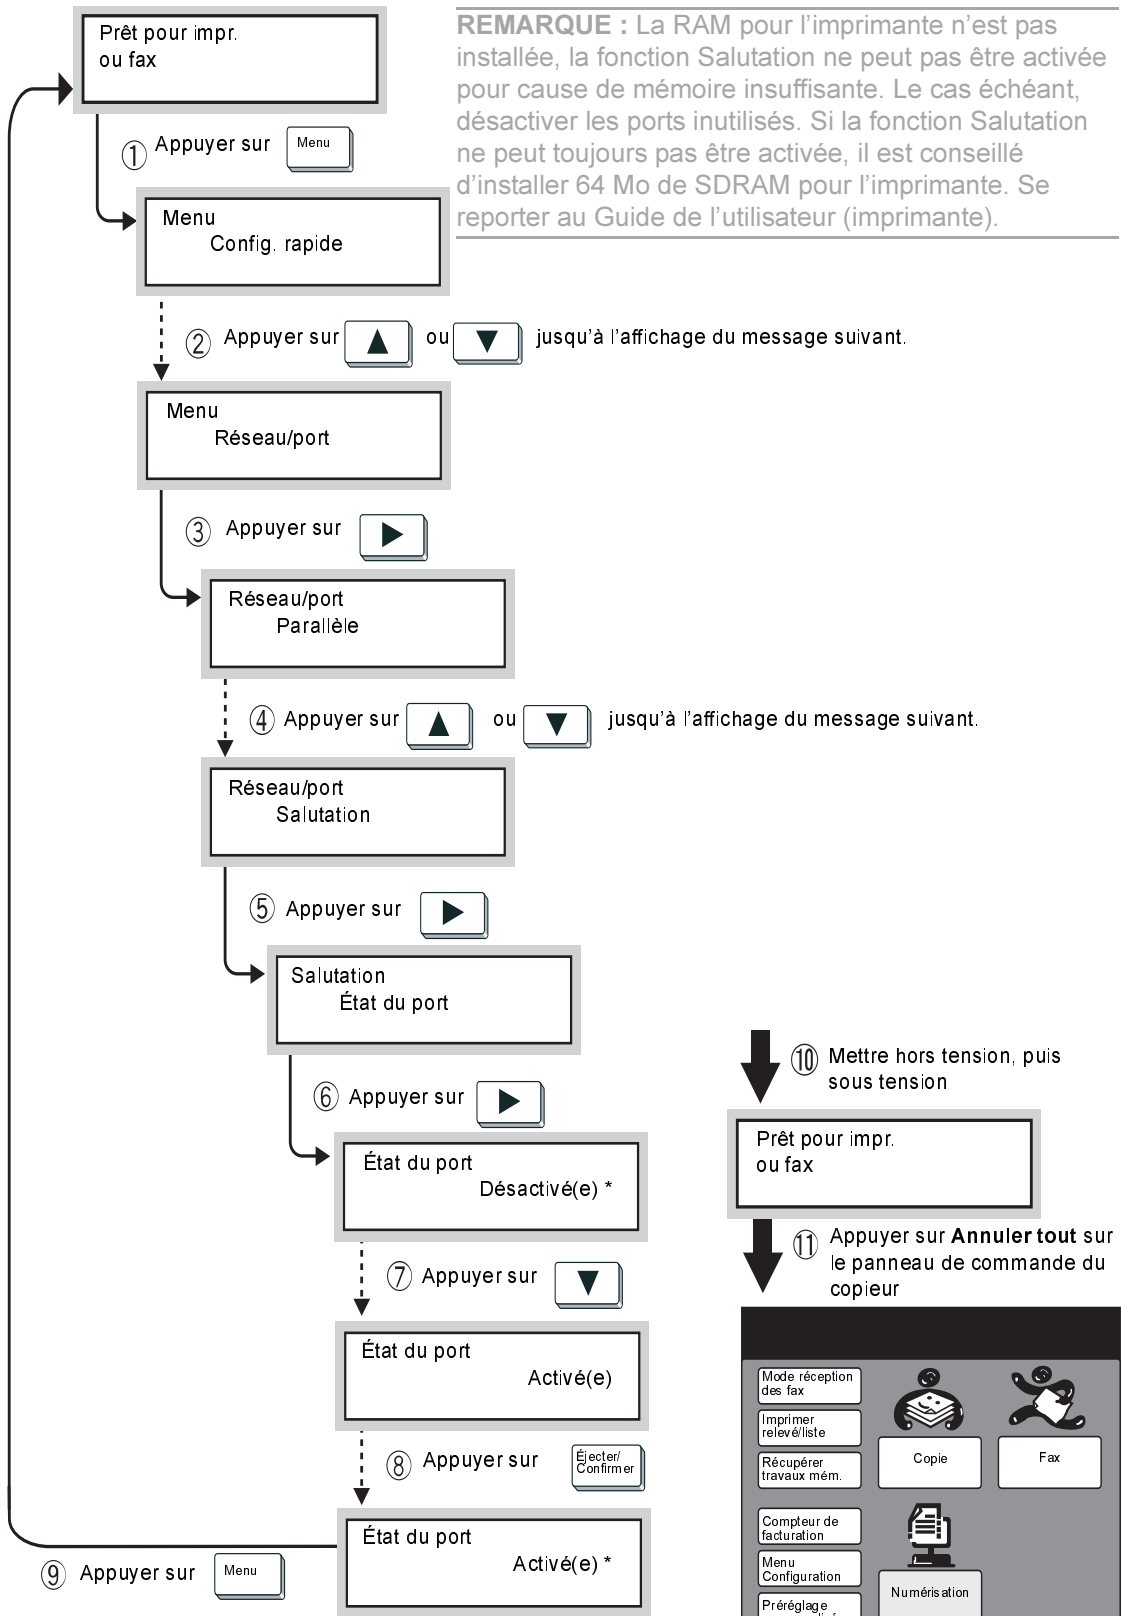 Prêt pour impr.
ou fax
REMARQUE : La RAM pour l’imprimante n’est pas
installée, la fonction Salutation ne peut pas être activée
pour cause de mémoire insuffisante. Le cas échéant,
désactiver les ports inutilisés. Si la fonction Salutation
ne peut toujours pas être activée, il est conseillé
d’installer 64 Mo de SDRAM pour l’imprimante. Se
reporter au Guide de l’utilisateur (imprimante).
① Appuyer sur Menu
Menu
Config. rapide
② Appuyer sur ▲ ou ▼ jusqu’à l’affichage du message suivant.
Menu
Réseau/port
③ Appuyer sur ▶
Réseau/port
Parallèle
④ Appuyer sur ▲ ou ▼ jusqu’à l’affichage du message suivant.
Réseau/port
Salutation
⑤ Appuyer sur ▶
Salutation
État du port
⑥ Appuyer sur ▶
État du port
Désactivé(e) *
⑦ Appuyer sur ▼
État du port
Activé(e)
⑧ Appuyer sur Éjecter/
Confirmer
État du port
Activé(e) *
⑨ Appuyer sur Menu
⑩ Mettre hors tension, puis
sous tension
Prêt pour impr.
ou fax
⑪ Appuyer sur Annuler tout sur
le panneau de commande du
copieur
Mode réception
des fax
Imprimer
relevé/liste
Récupérer
travaux mém.
Copie
Fax
Compteur de
facturation
Menu
Configuration
Préréglage
Numérisation